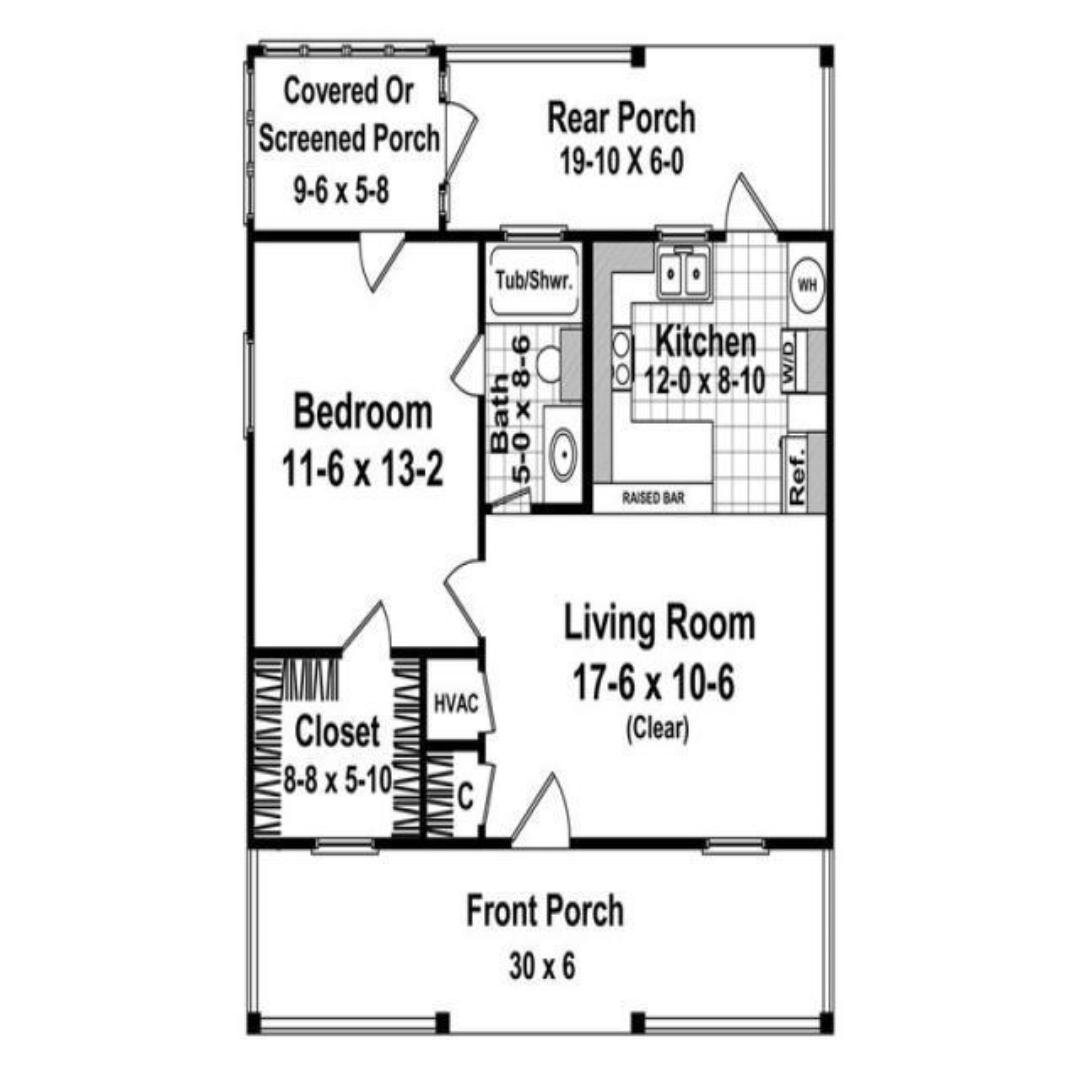 Covered Or
Screened Porch
9-6 x 5-8
Rear Porch
19-10 X 6-0
Tub/Shwr.
WH
Kitchen
12-0 x 8-10
W/D
Bedroom
11-6 x 13-2
Bath
5-0 x 8-6
Ref.
RAISED BAR
Living Room
17-6 x 10-6
(Clear)
HVAC
Closet
8-8 x 5-10
C
Front Porch
30 x 6